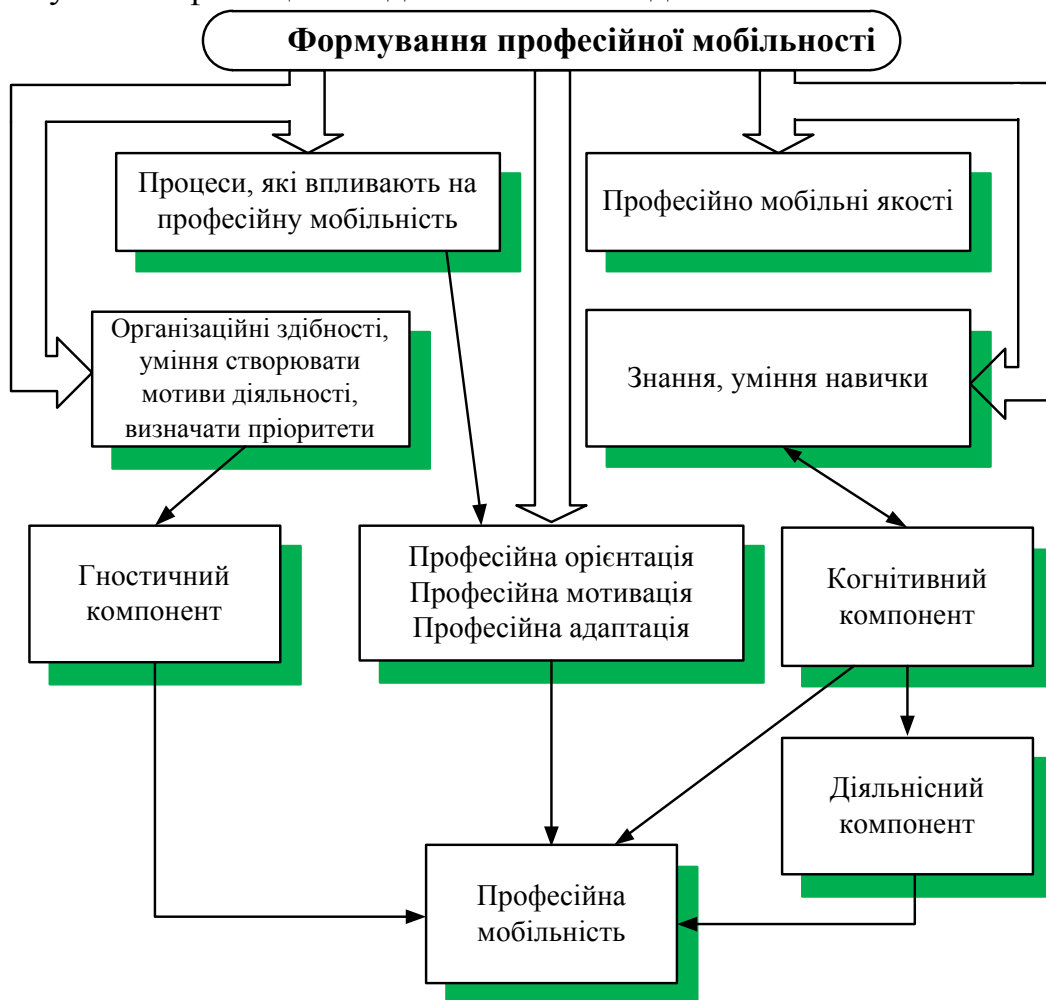 Формування професійної мобільності
Процеси, які впливають на
професійну мобільність
Професійно мобільні якості
Організаційні здібності,
уміння створювати
мотиви діяльності,
визначати пріоритети
Знання, уміння навички
Гностичний
компонент
Професійна орієнтація
Професійна мотивація
Професійна адаптація
Когнітивний
компонент
Діяльнісний
компонент
Професійна
мобільність